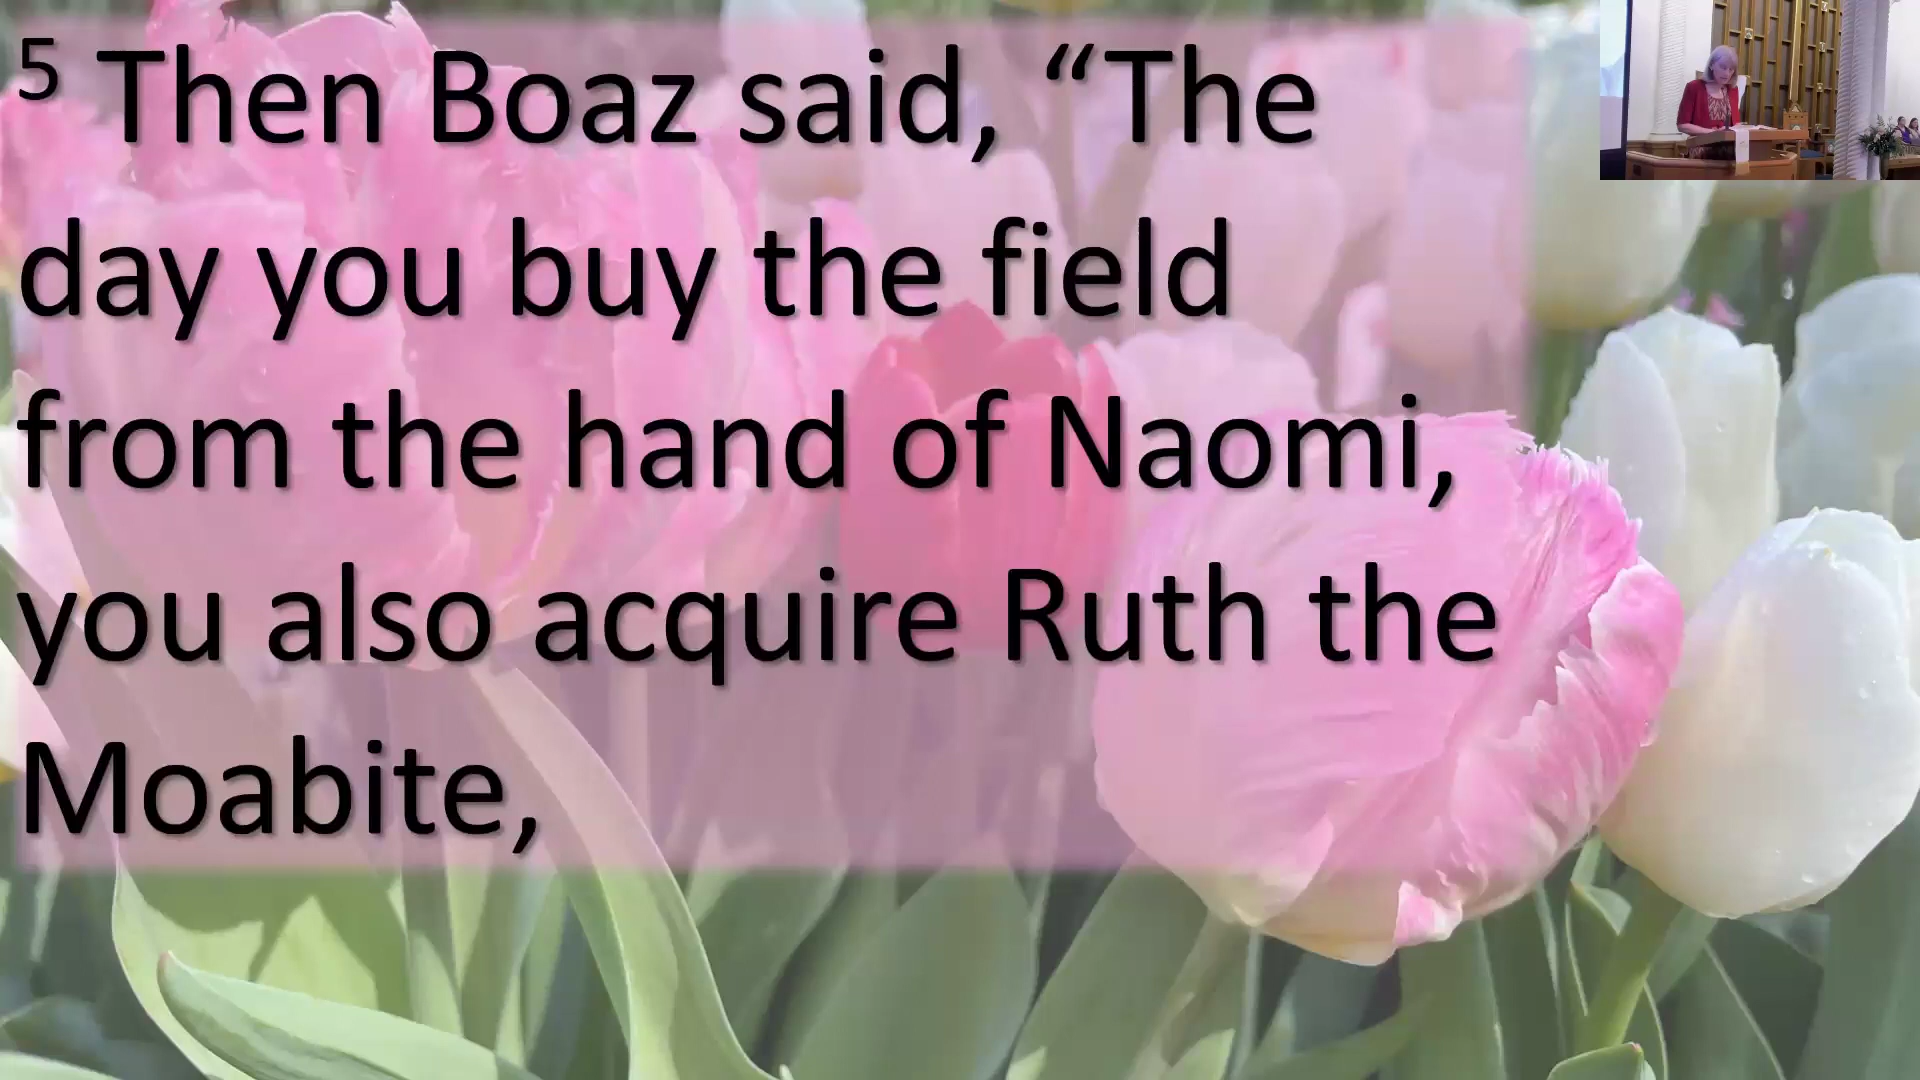 5 Then Boaz said, “The
day you buy the field
from the hand of Naomi,
you also acquire Ruth the
Moabite,